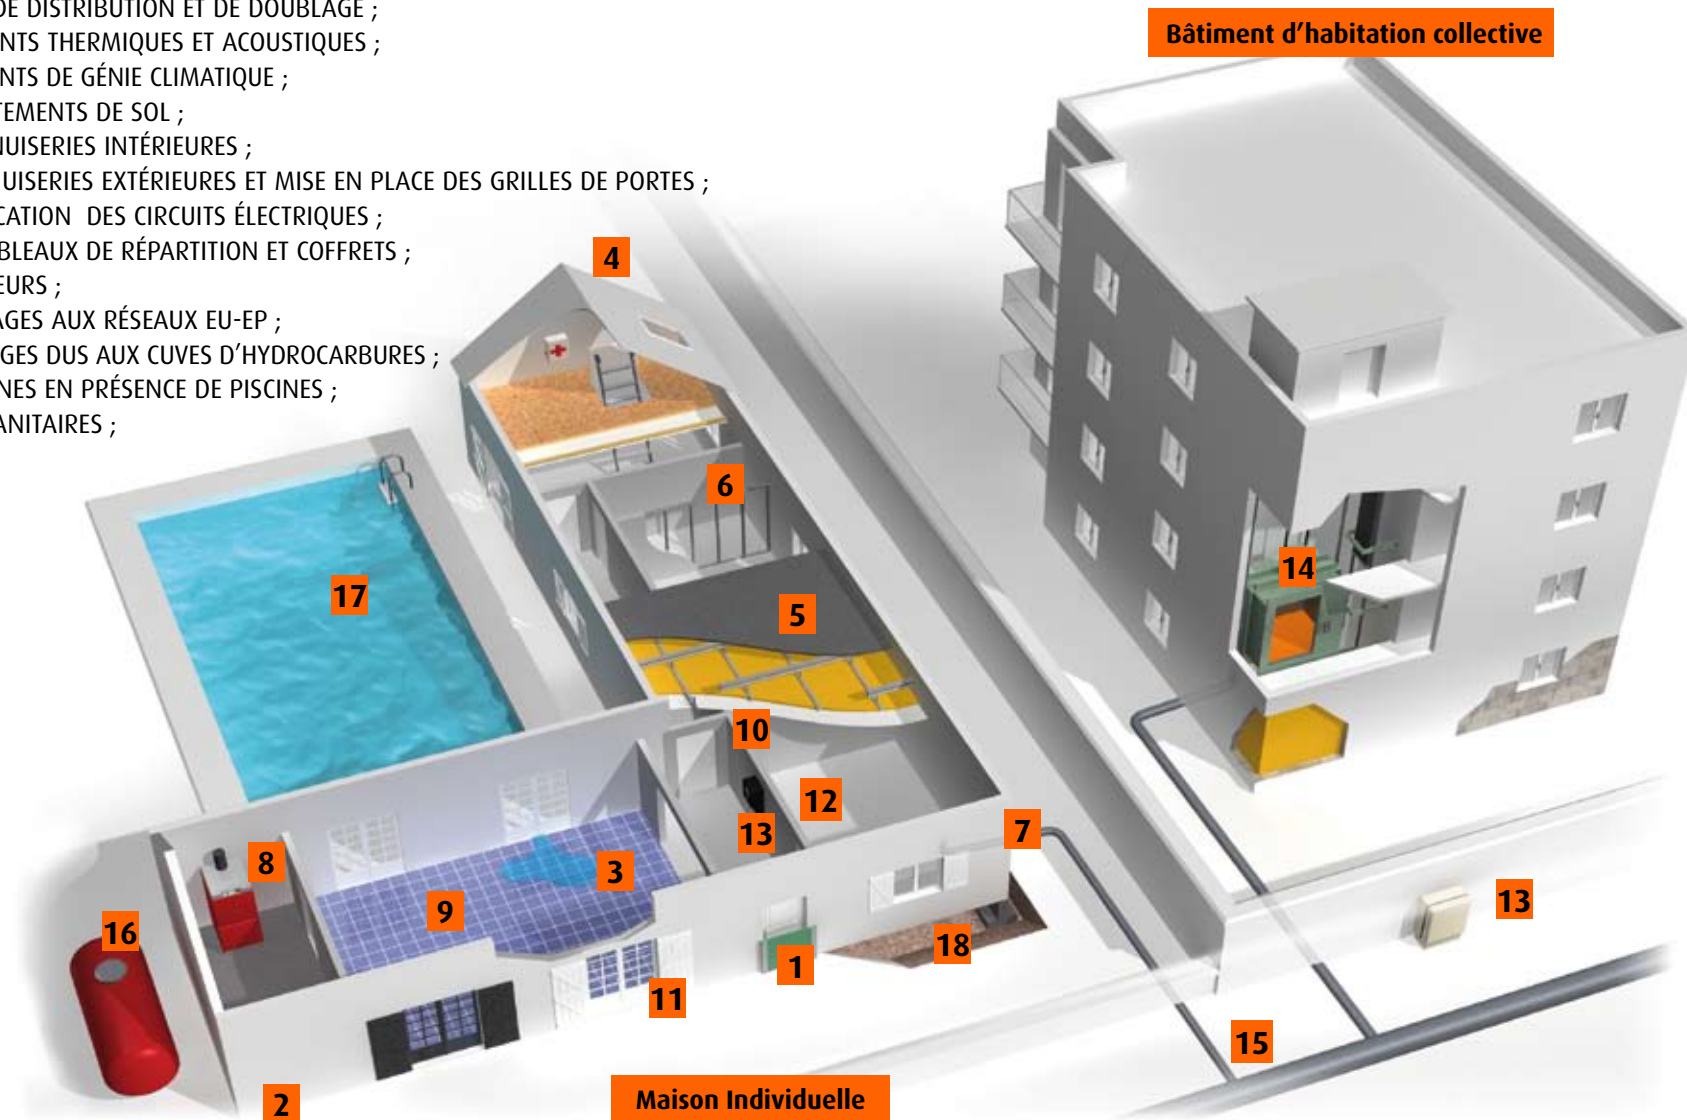 DE DISTRIBUTION ET DE DOUBLAGE ;
NTS THERMIQUES ET ACOUSTIQUES ;
NTS DE GÉNIE CLIMATIQUE ;
TEMENTS DE SOL ;
NUISERIES INTÉRIEURES ;
UISERIES EXTÉRIEURES ET MISE EN PLACE DES GRILLES DE PORTES ;
CATION DES CIRCUITS ÉLECTRIQUES ;
BLEAUX DE RÉPARTITION ET COFFRETS ;
EURS ;
AGES AUX RÉSEAUX EU-EP ;
GES DUS AUX CUVES D'HYDROCARBURES ;
NES EN PRÉSENCE DE PISCINES ;
ANITAIRES ;
Bâtiment d'habitation collective
4
6
14
17
5
10
12
13
7
8
3
9
13
16
18
1
11
15
2
Maison Individuelle